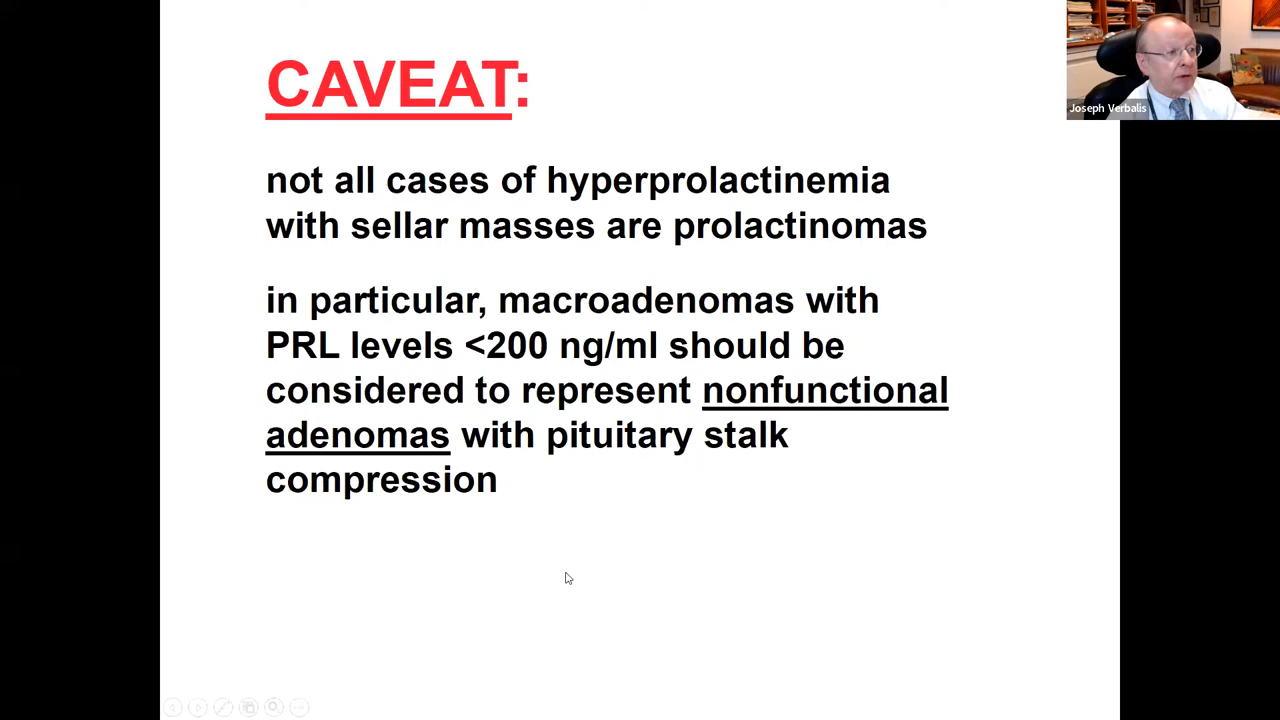 CAVEAT:
not all cases of hyperprolactinemia
with sellar masses are prolactinomas
in particular, macroadenomas with
PRL levels <200 ng/ml should be
considered to represent nonfunctional
adenomas with pituitary stalk
compression
Joseph Verbalis